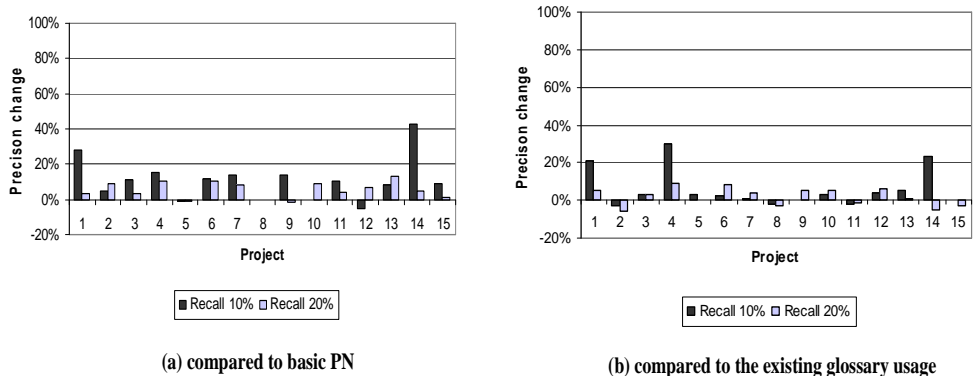 100%
80%
60%
40%
20%
0%
-20%
Precison change
1 2 3 4 5 6 7 8 9 10 11 12 13 14 15
Project
Recall 10% Recall 20%
(a) compared to basic PN
100%
80%
60%
40%
20%
0%
-20%
Precision change
1 2 3 4 5 6 7 8 9 10 11 12 13 14 15
Project
Recall 10% Recall 20%
(b) compared to the existing glossary usage